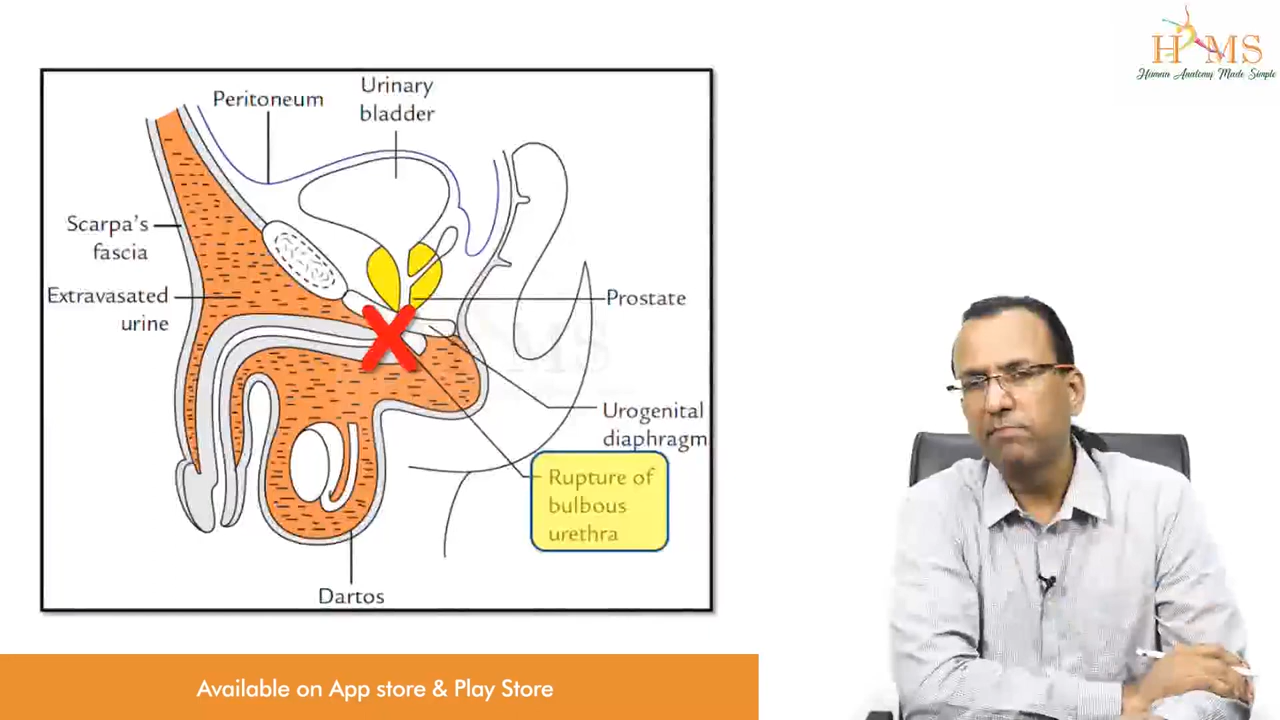 H MS
Human Anatomy Made Simple
Peritoneum
Urinary
bladder
Scarpa's
fascia
Extravasated
urine
Prostate
Urogenital
diaphragm
Rupture of
bulbous
urethra
Dartos
Available on App store & Play Store